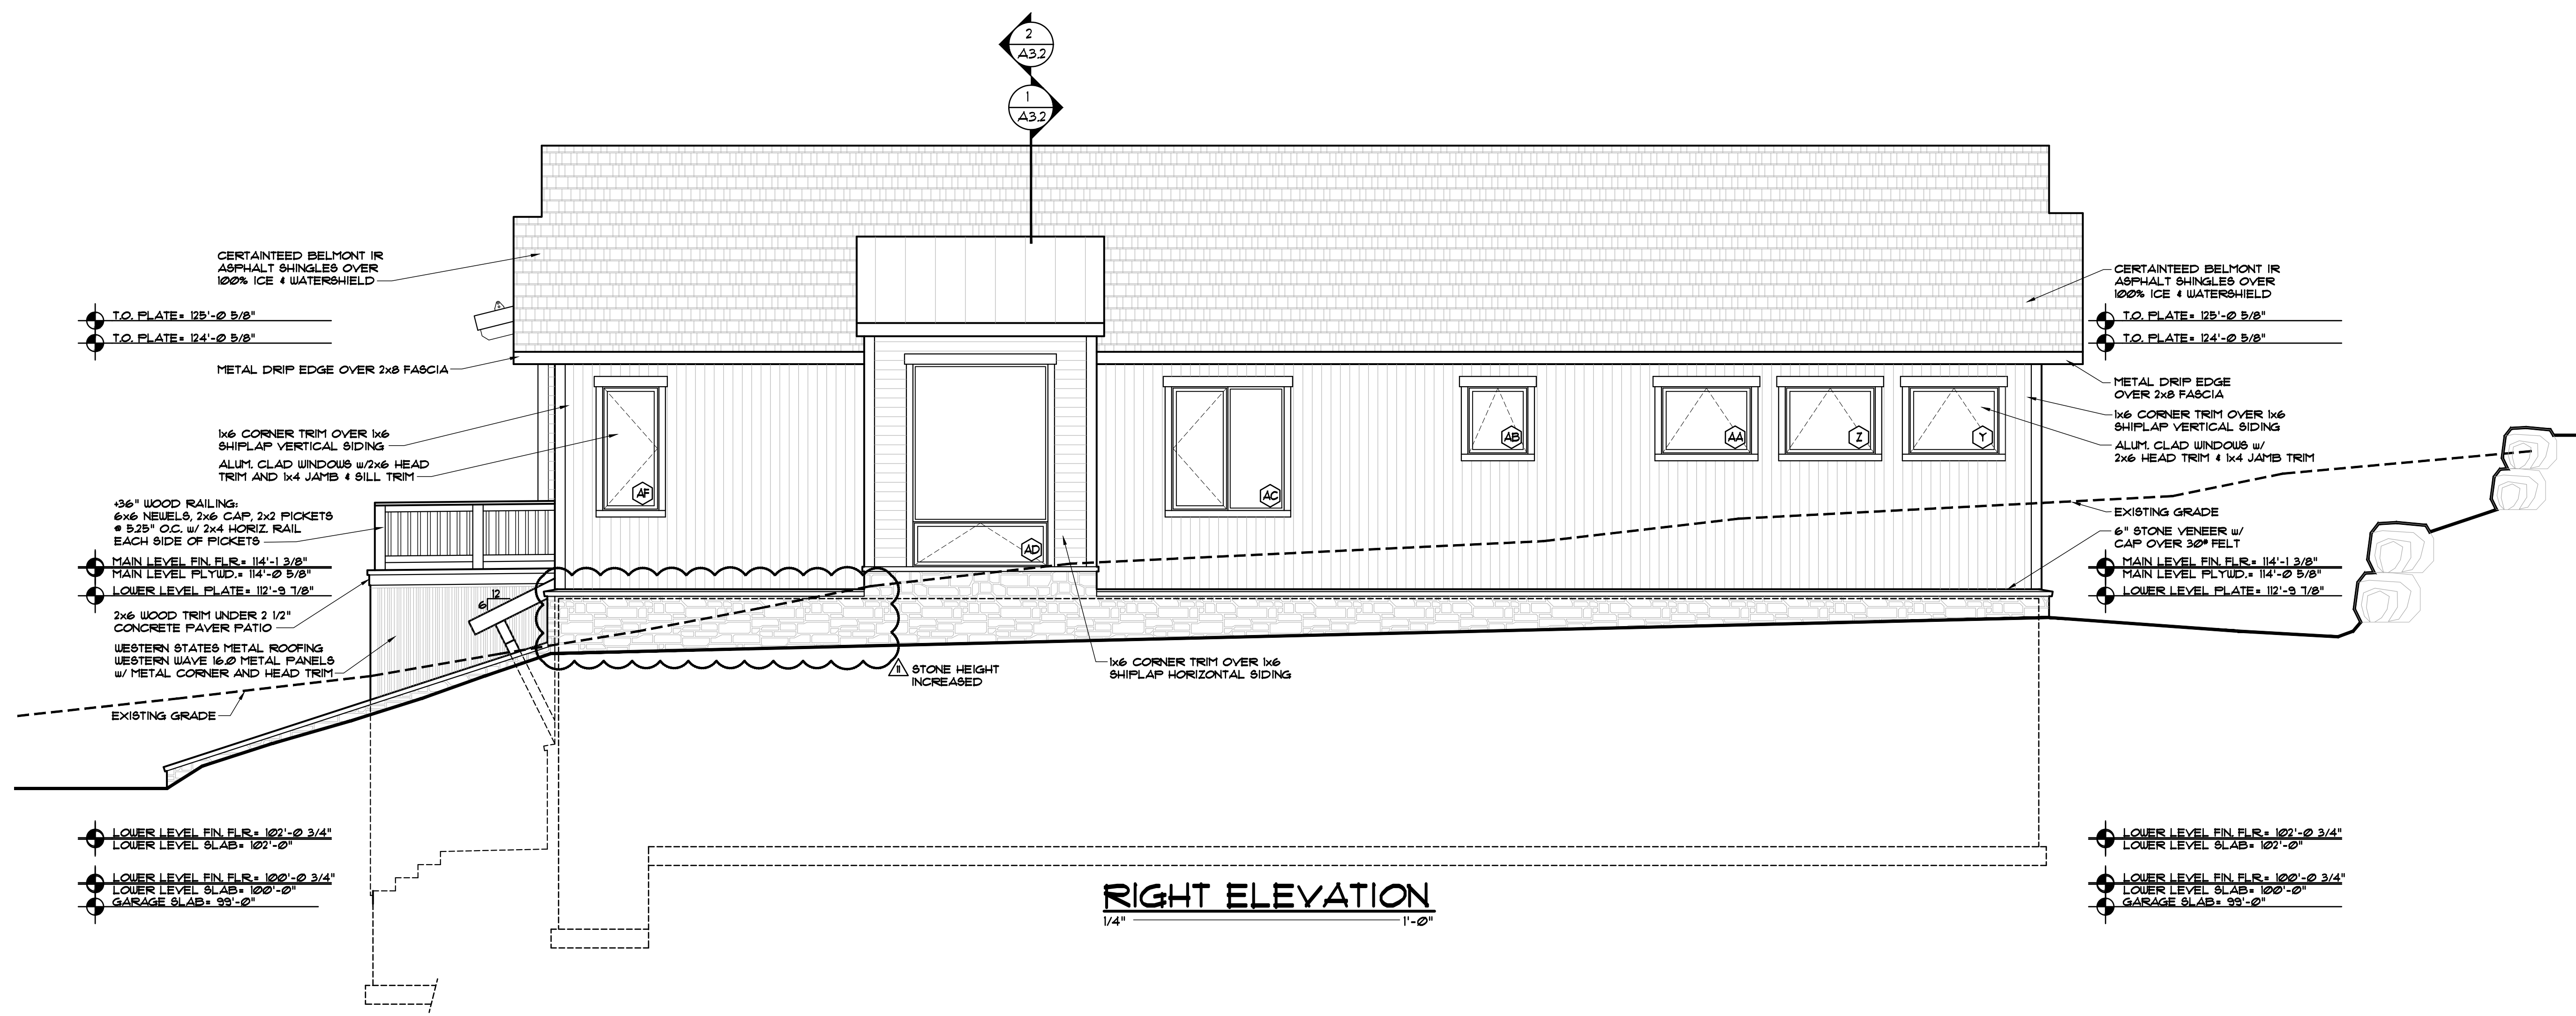 2
A3.2
1
A3.2
CERTAINTEED BELMONT IR
ASPHALT SHINGLES OVER
100% ICE & WATERSHIELD
T.O. PLATE= 125'-0 5/8"
T.O. PLATE= 124'-0 5/8"
METAL DRIP EDGE OVER 2x8 FASCIA
1x6 CORNER TRIM OVER 1x6
SHIPLAP VERTICAL SIDING
ALUM. CLAD WINDOWS w/2x6 HEAD
TRIM AND 1x4 JAMB & SILL TRIM
+36" WOOD RAILING:
6x6 NEWELS, 2x6 CAP, 2x2 PICKETS
@ 5.25" O.C. w/ 2x4 HORIZ. RAIL
EACH SIDE OF PICKETS
MAIN LEVEL FIN. FLR.= 114'-1 3/8"
MAIN LEVEL PLYWD.= 114'-0 5/8"
LOWER LEVEL PLATE= 112'-9 7/8"
2x6 WOOD TRIM UNDER 2 1/2"
CONCRETE PAVER PATIO
WESTERN STATES METAL ROOFING
WESTERN WAVE 16.0 METAL PANELS
w/ METAL CORNER AND HEAD TRIM
EXISTING GRADE
12
6
AF
AD
AC
AB
AA
Z
Y
11
STONE HEIGHT
INCREASED
1x6 CORNER TRIM OVER 1x6
SHIPLAP HORIZONTAL SIDING
CERTAINTEED BELMONT IR
ASPHALT SHINGLES OVER
100% ICE & WATERSHIELD
T.O. PLATE= 125'-0 5/8"
T.O. PLATE= 124'-0 5/8"
METAL DRIP EDGE
OVER 2x8 FASCIA
1x6 CORNER TRIM OVER 1x6
SHIPLAP VERTICAL SIDING
ALUM. CLAD WINDOWS w/
2x6 HEAD TRIM & 1x4 JAMB TRIM
EXISTING GRADE
6" STONE VENEER w/
CAP OVER 30# FELT
MAIN LEVEL FIN. FLR.= 114'-1 3/8"
MAIN LEVEL PLYWD.= 114'-0 5/8"
LOWER LEVEL PLATE= 112'-9 7/8"
LOWER LEVEL FIN. FLR.= 102'-0 3/4"
LOWER LEVEL SLAB= 102'-0"
LOWER LEVEL FIN. FLR.= 100'-0 3/4"
LOWER LEVEL SLAB= 100'-0"
GARAGE SLAB= 99'-0"
LOWER LEVEL FIN. FLR.= 102'-0 3/4"
LOWER LEVEL SLAB= 102'-0"
LOWER LEVEL FIN. FLR.= 100'-0 3/4"
LOWER LEVEL SLAB= 100'-0"
GARAGE SLAB= 99'-0"
RIGHT ELEVATION
1/4" 1'-0"